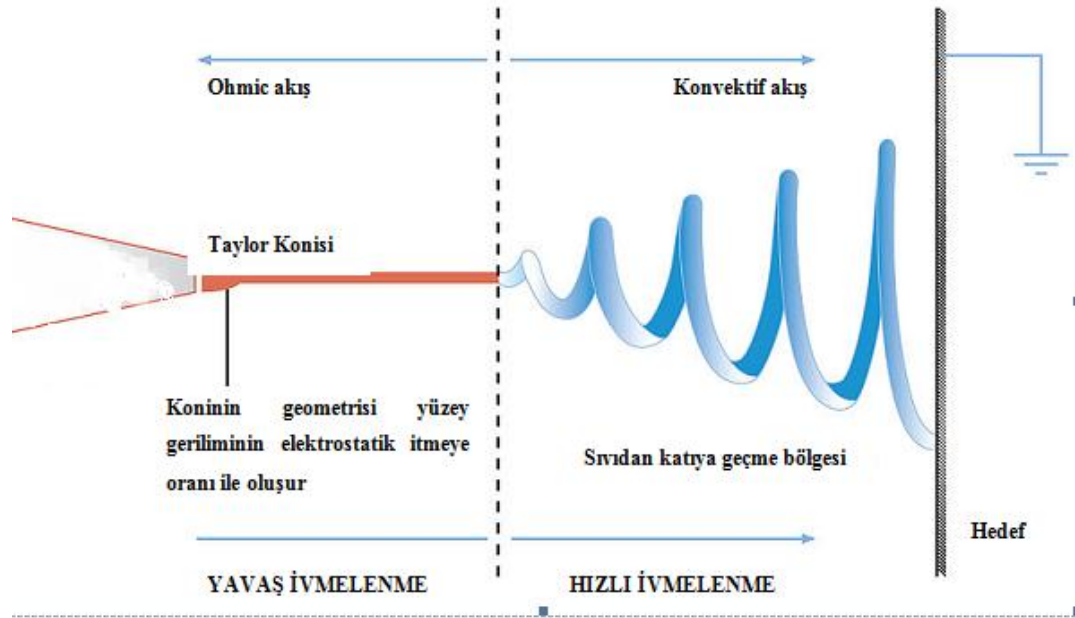 Ohmic akış
Konvektif akış
Taylor Konisi
Koninin geometrisi yüzey
geriliminin elektrostatik itmeye
oranı ile oluşur
Sıvıdan katıya geçme bölgesi
Hedef
YAVAŞ İVMELENME
HIZLI İVMELENME